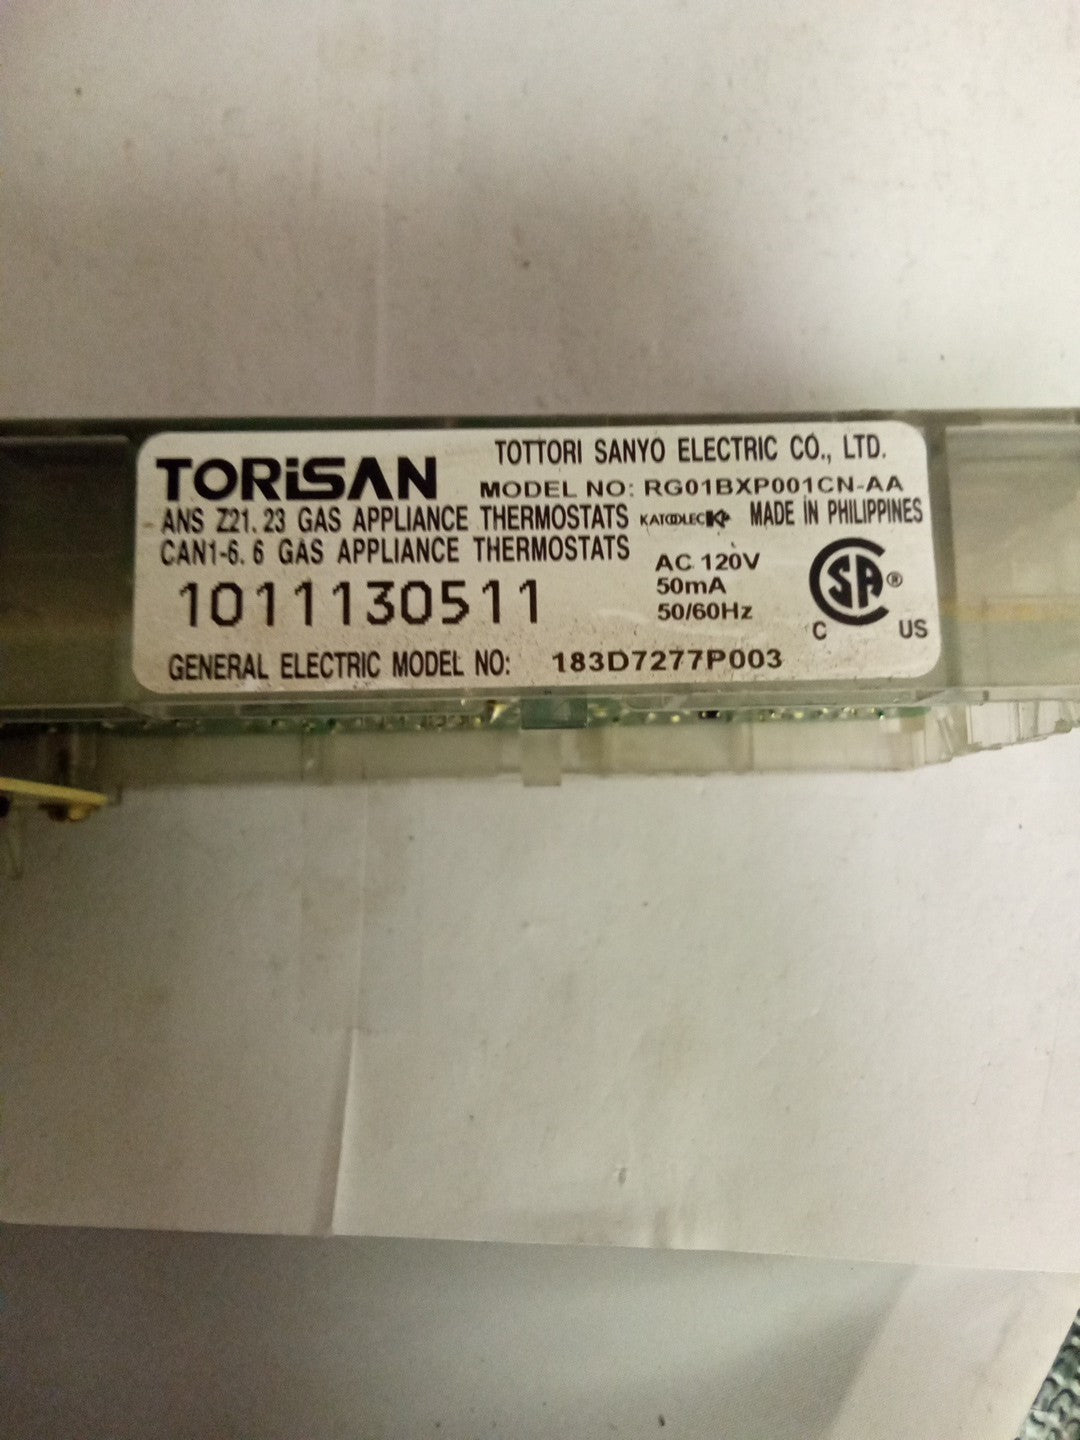 TORiSAN
TOTTORI SANYO ELECTRIC CO., LTD.
MODEL NO: RG01BXP001CN-AA
ANS Z21.23 GAS APPLIANCE THERMOSTATS
KATOOLEC K MADE IN PHILIPPINES
CAN1-6.6 GAS APPLIANCE THERMOSTATS
AC 120V
50mA
50/60Hz
1011130511
SA®
C US
GENERAL ELECTRIC MODEL NO: 183D7277P003